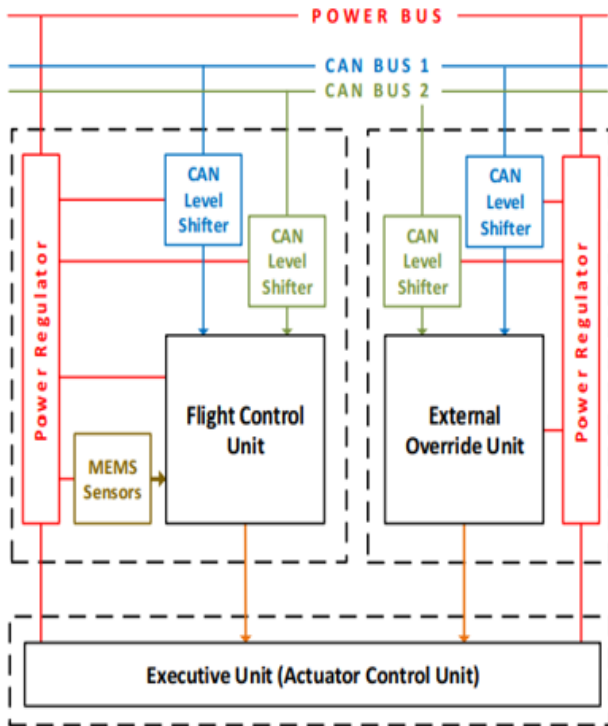 POWER BUS
CAN BUS 1
CAN BUS 2
Power Regulator
CAN
Level
Shifter
CAN
Level
Shifter
Flight Control
Unit
MEMS
Sensors
CAN
Level
Shifter
CAN
Level
Shifter
External
Override Unit
Power Regulator
Executive Unit (Actuator Control Unit)